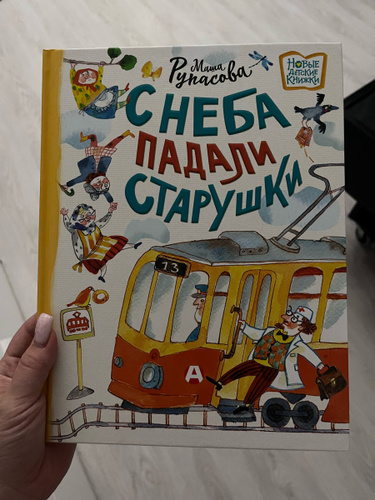 Маша
Рупасова
Новые
детские
книжки
С НЕБА
ПАДАЛИ
СТАРУШКИ
13
А